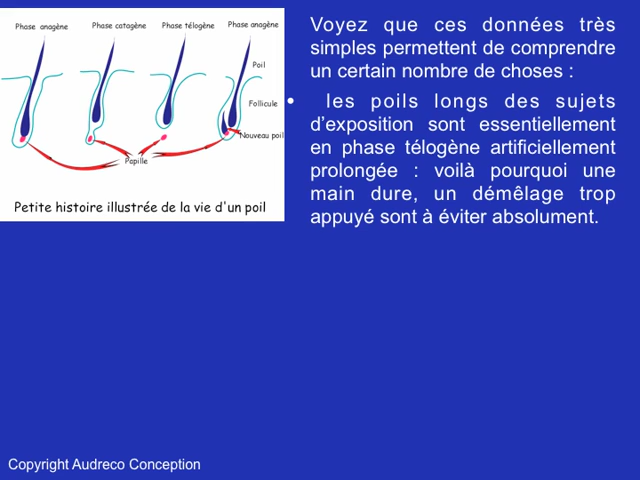 Phase anagène
Phase catagène
Phase télogène
Phase anagène
Poil
Follicule
Nouveau poil
Papille
Petite histoire illustrée de la vie d'un poil
Voyez que ces données très
simples permettent de comprendre
un certain nombre de choses :
• les poils longs des sujets
d’exposition sont essentiellement
en phase télogène artificiellement
prolongée : voilà pourquoi une
main dure, un démêlage trop
appuyé sont à éviter absolument.
Copyright Audreco Conception